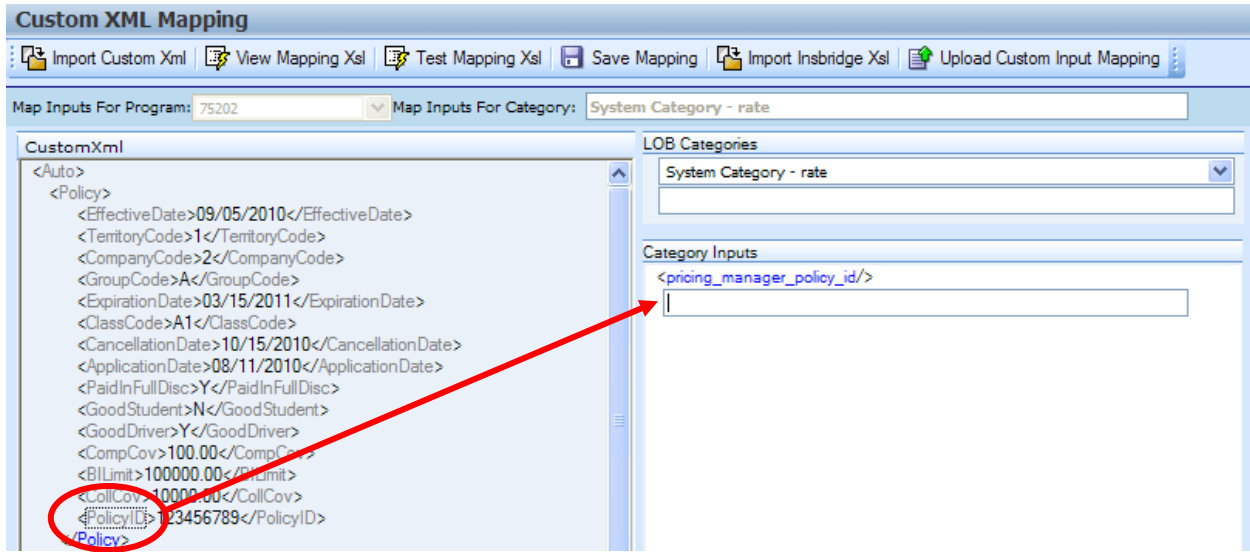 Custom XML Mapping
Import Custom Xml View Mapping Xsl Test Mapping Xsl Save Mapping Import Insbridge Xsl Upload Custom Input Mapping
Map Inputs For Program: 75202 Map Inputs For Category: System Category - rate
CustomXml
<Auto>
<Policy>
<EffectiveDate>09/05/2010</EffectiveDate>
<TerritoryCode>1</TerritoryCode>
<CompanyCode>2</CompanyCode>
<GroupCode>A</GroupCode>
<ExpirationDate>03/15/2011</ExpirationDate>
<ClassCode>A1</ClassCode>
<CancellationDate>10/15/2010</CancellationDate>
<ApplicationDate>08/11/2010</ApplicationDate>
<PaidInFullDisc>Y</PaidInFullDisc>
<GoodStudent>N</GoodStudent>
<GoodDriver>Y</GoodDriver>
<CompCov>100.00</CompCov>
<BILimit>100000.00</BILimit>
<CollCov>10000.00</CollCov>
<PolicyID>123456789</PolicyID>
</Policy>
LOB Categories
System Category - rate
Category Inputs
<pricing_manager_policy_id/>